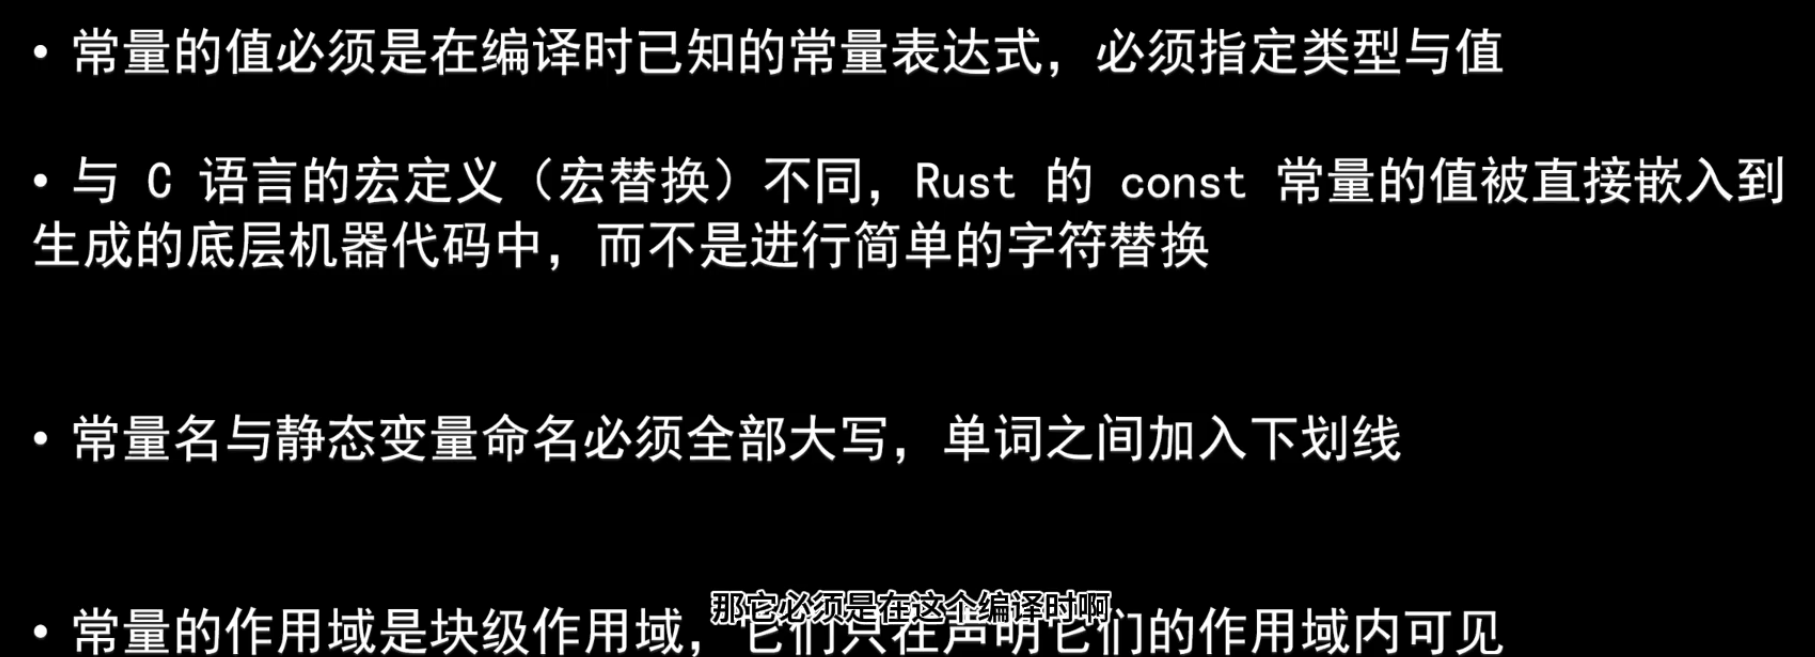 • 常量的值必须是在编译时已知的常量表达式，必须指定类型与值
• 与 C 语言的宏定义（宏替换）不同，Rust 的 const 常量的值被直接嵌入到
生成的底层机器代码中，而不是进行简单的字符替换
• 常量名与静态变量命名必须全部大写，单词之间加入下划线
那它必须是在这个编译时啊
• 常量的作用域是块级作用域，它们只在声明它们的作用域内可见